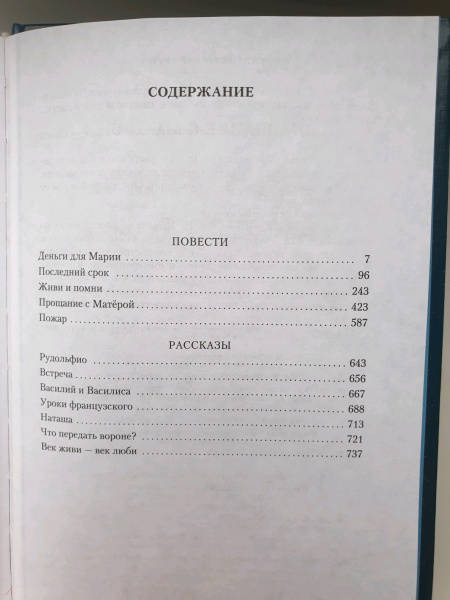 СОДЕРЖАНИЕ
ПОВЕСТИ
Деньги для Марии 7
Последний срок 96
Живи и помни 243
Прощание с Матёрой 423
Пожар 587
РАССКАЗЫ
Рудольфио 643
Встреча 656
Василий и Василиса 667
Уроки французского 688
Наташа 713
Что передать вороне? 721
Век живи — век люби 737